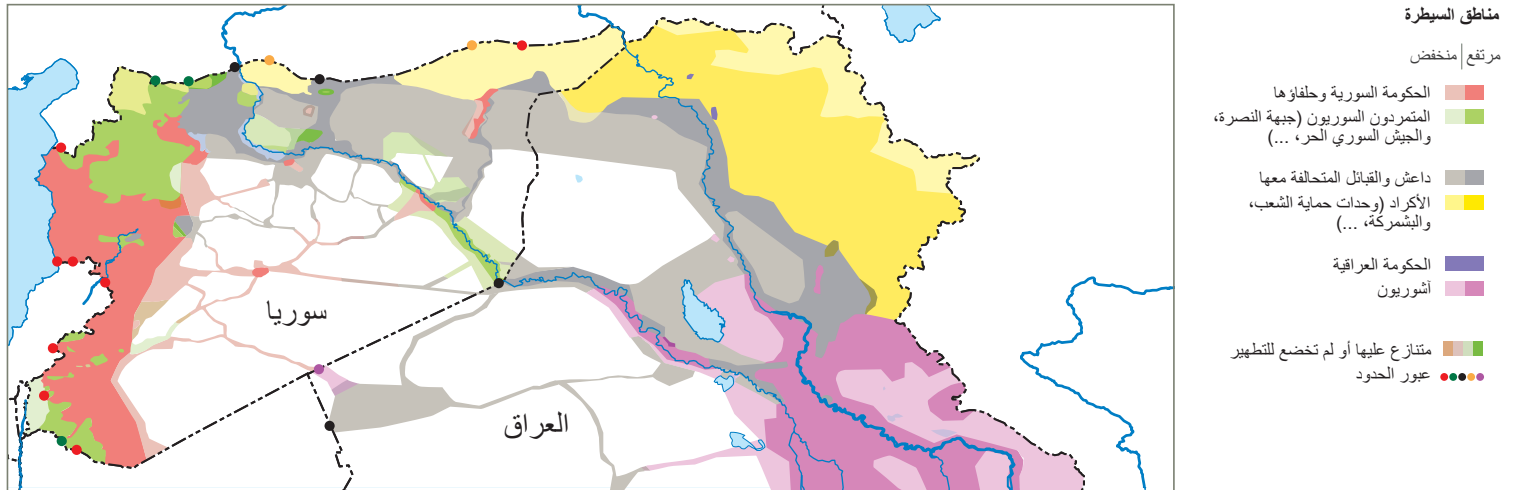 مناطق السيطرة
مرتفع | منخفض
الحكومة السورية وحلفاؤها
المتمردون السوريون (جبهة النصرة،
والجيش السوري الحر، ...)
داعش والقبائل المتحالفة معها
الأكراد (وحدات حماية الشعب،
والبشمركة، ...)
الحكومة العراقية
آشوريون
متنازع عليها أو لم تخضع للتطهير
عبور الحدود
سوريا
العراق